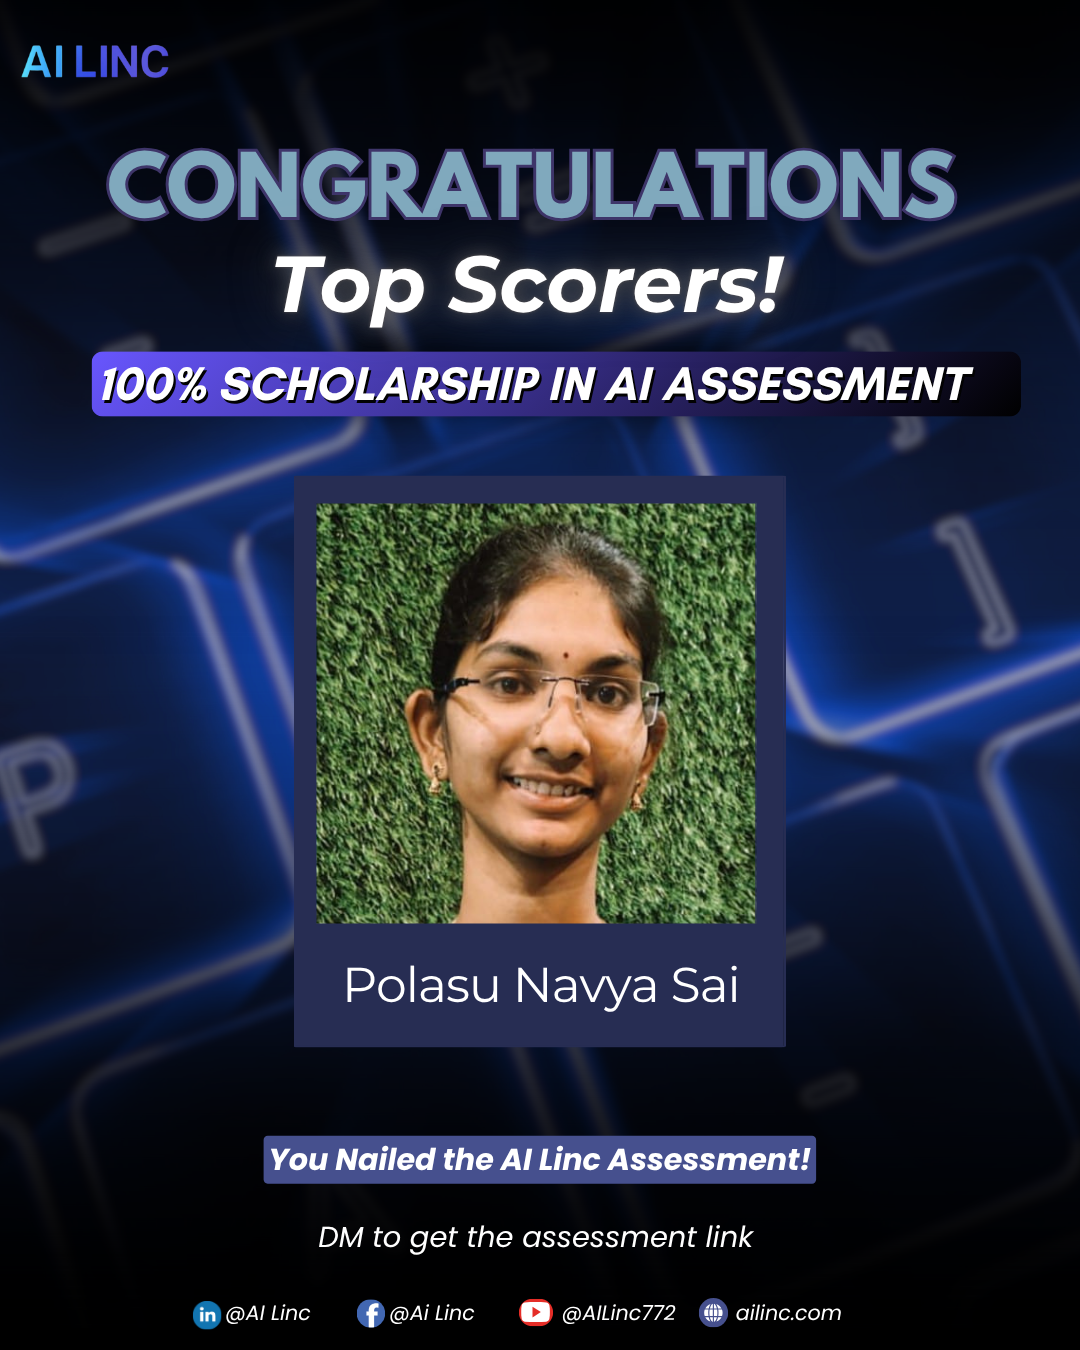 AI LINC
CONGRATULATIONS
Top Scorers!
100% SCHOLARSHIP IN AI ASSESSMENT
Polasu Navya Sai
You Nailed the AI Linc Assessment!
DM to get the assessment link
in @AI Linc f @Ai Linc @AILinc772 ailinc.com
P